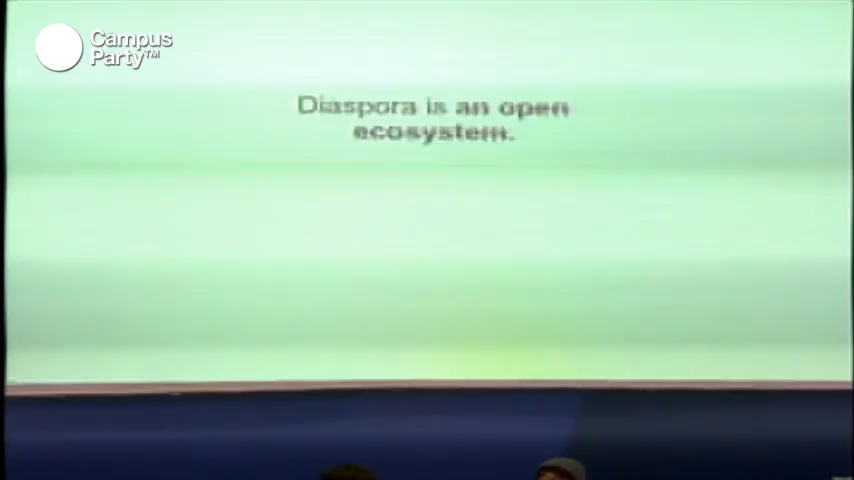 Campus
Party™
Diaspora is an open
ecosystem.